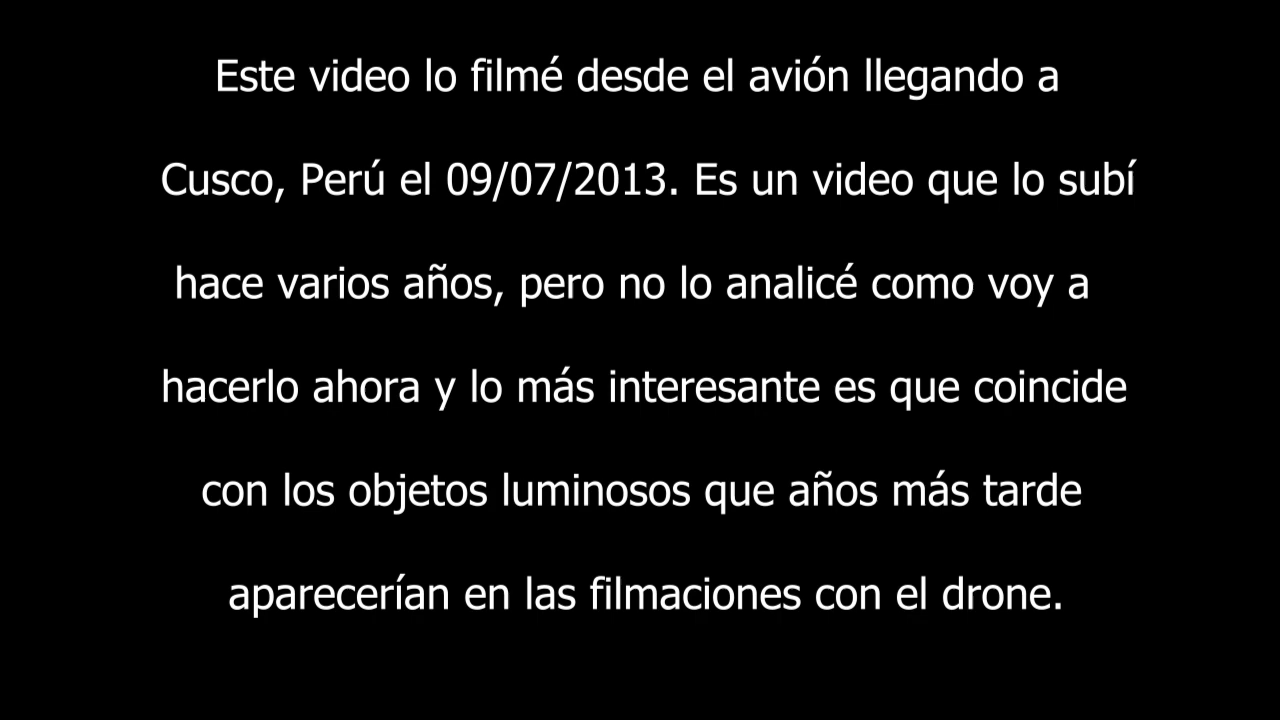 Este video lo filmé desde el avión llegando a
Cusco, Perú el 09/07/2013. Es un video que lo subí
hace varios años, pero no lo analicé como voy a
hacerlo ahora y lo más interesante es que coincide
con los objetos luminosos que años más tarde
aparecerían en las filmaciones con el drone.